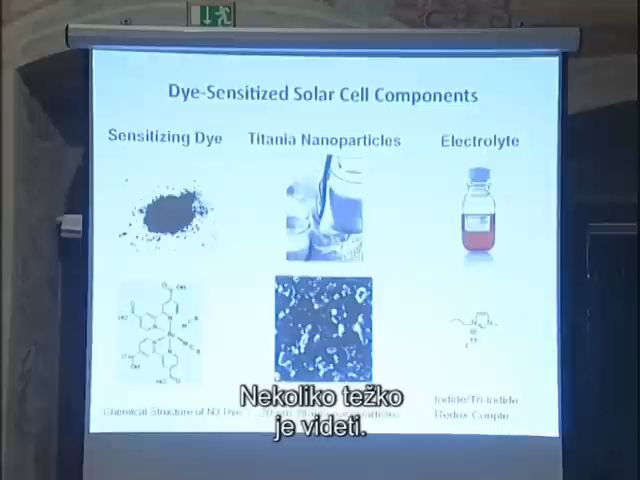 Dye-Sensitized Solar Cell Components
Sensitizing Dye
Titania Nanoparticles
Electrolyte
Chemical Structure of N3 Dye
Iodide/Tri-Iodide
Redox Couple
Nekoliko težko
je videti.